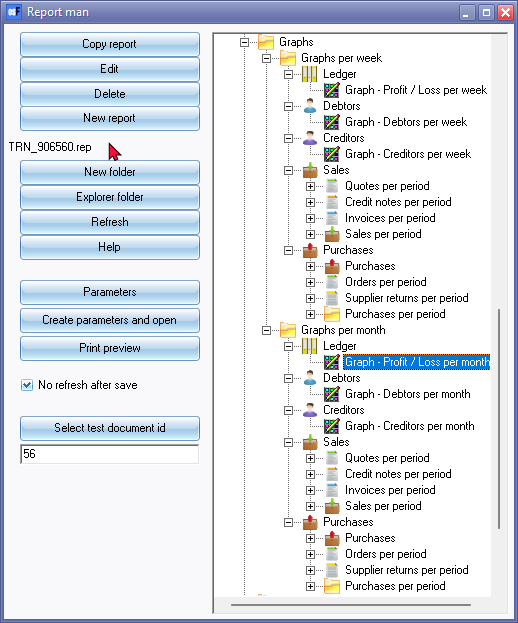 Report man
Copy report
Edit
Delete
New report
TRN_906560.rep
New folder
Explorer folder
Refresh
Help
Parameters
Create parameters and open
Print preview
No refresh after save
Select test document id
56
Graphs
Graphs per week
Ledger
Graph - Profit / Loss per week
Debtors
Graph - Debtors per week
Creditors
Graph - Creditors per week
Sales
Quotes per period
Credit notes per period
Invoices per period
Sales per period
Purchases
Purchases
Orders per period
Supplier returns per period
Purchases per period
Graphs per month
Ledger
Graph - Profit / Loss per month
Debtors
Graph - Debtors per month
Creditors
Graph - Creditors per month
Sales
Quotes per period
Credit notes per period
Invoices per period
Sales per period
Purchases
Purchases
Orders per period
Supplier returns per period
Purchases per period